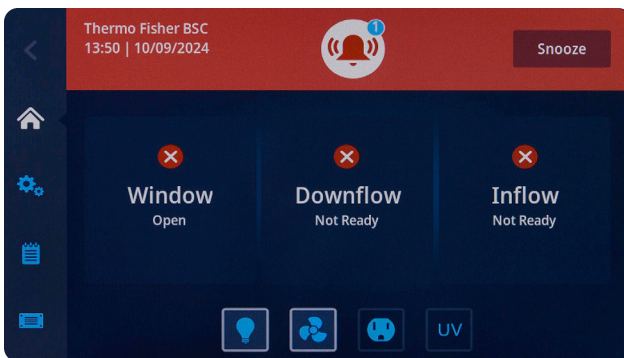 Thermo Fisher BSC
13:50 | 10/09/2024
1
Snooze
Window
Open
Downflow
Not Ready
Inflow
Not Ready
UV